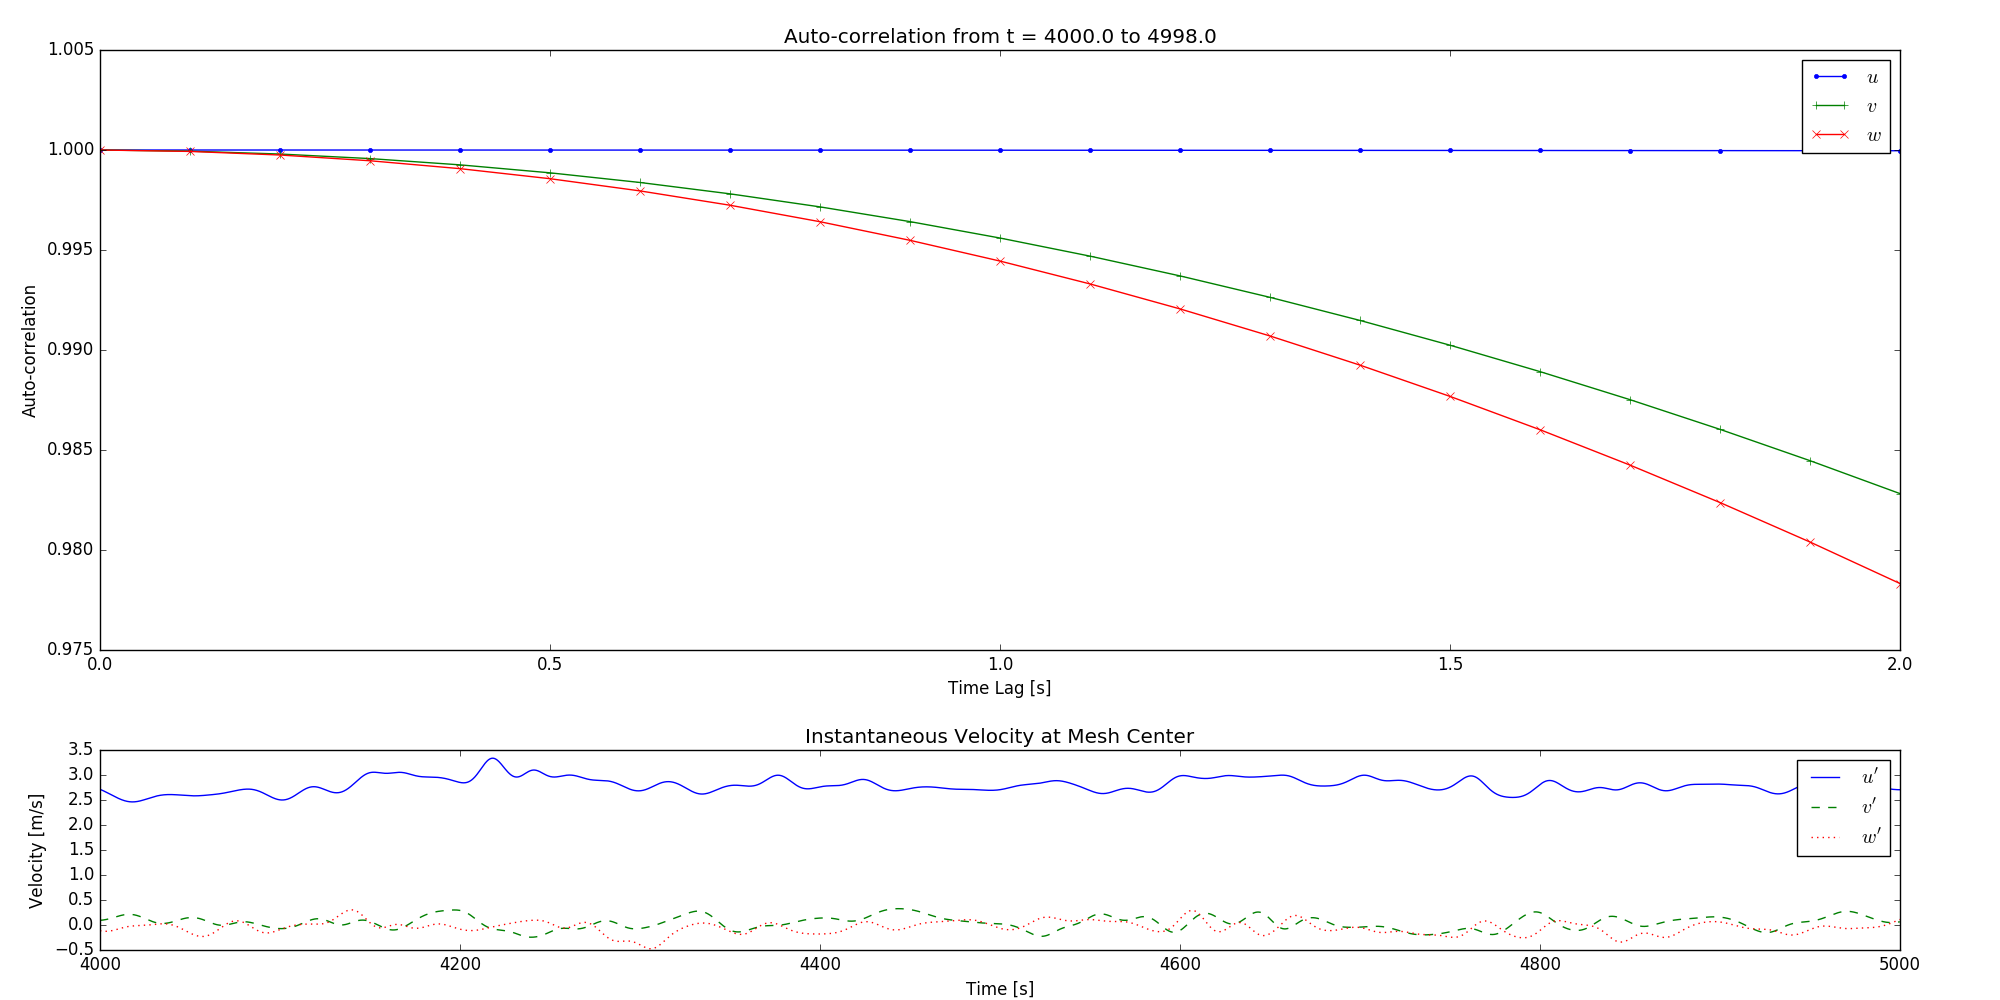 Auto-correlation from t = 4000.0 to 4998.0
1.005
1.000
0.995
0.990
0.985
0.980
0.975
Auto-correlation
0.0 0.5 1.0 1.5 2.0
Time Lag [s]
u
v
w
Instantaneous Velocity at Mesh Center
3.5
3.0
2.5
2.0
1.5
1.0
0.5
0.0
−0.5
Velocity [m/s]
4000 4200 4400 4600 4800 5000
Time [s]
u′
v′
w′